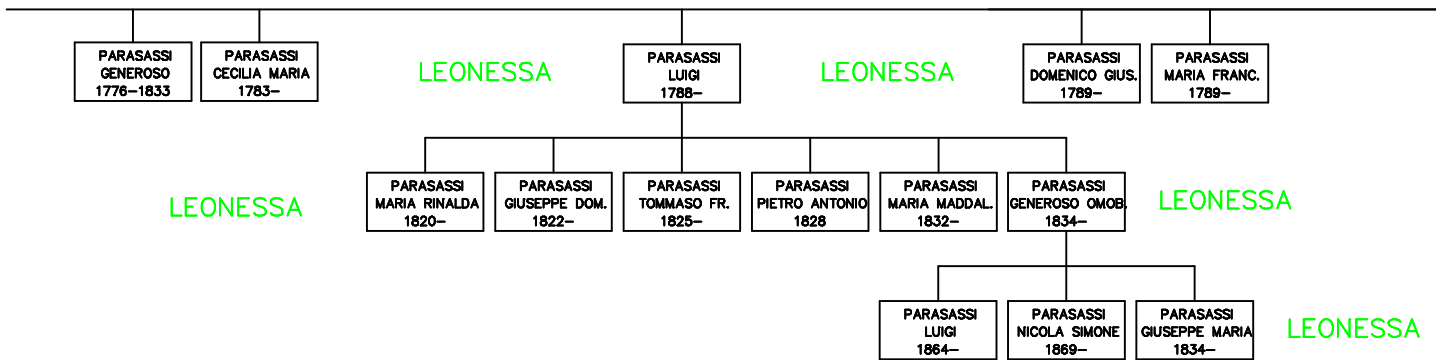 PARASASSI
GENEROSO
1776-1833
PARASASSI
CECILIA MARIA
1783-
LEONESSA
PARASASSI
LUIGI
1788-
LEONESSA
PARASASSI
DOMENICO GIUS.
1789-
PARASASSI
MARIA FRANC.
1789-
LEONESSA
PARASASSI
MARIA RINALDA
1820-
PARASASSI
GIUSEPPE DOM.
1822-
PARASASSI
TOMMASO FR.
1825-
PARASASSI
PIETRO ANTONIO
1828
PARASASSI
MARIA MADDAL.
1832-
PARASASSI
GENEROSO OMOB.
1834-
LEONESSA
PARASASSI
LUIGI
1864-
PARASASSI
NICOLA SIMONE
1869-
PARASASSI
GIUSEPPE MARIA
1834-
LEONESSA